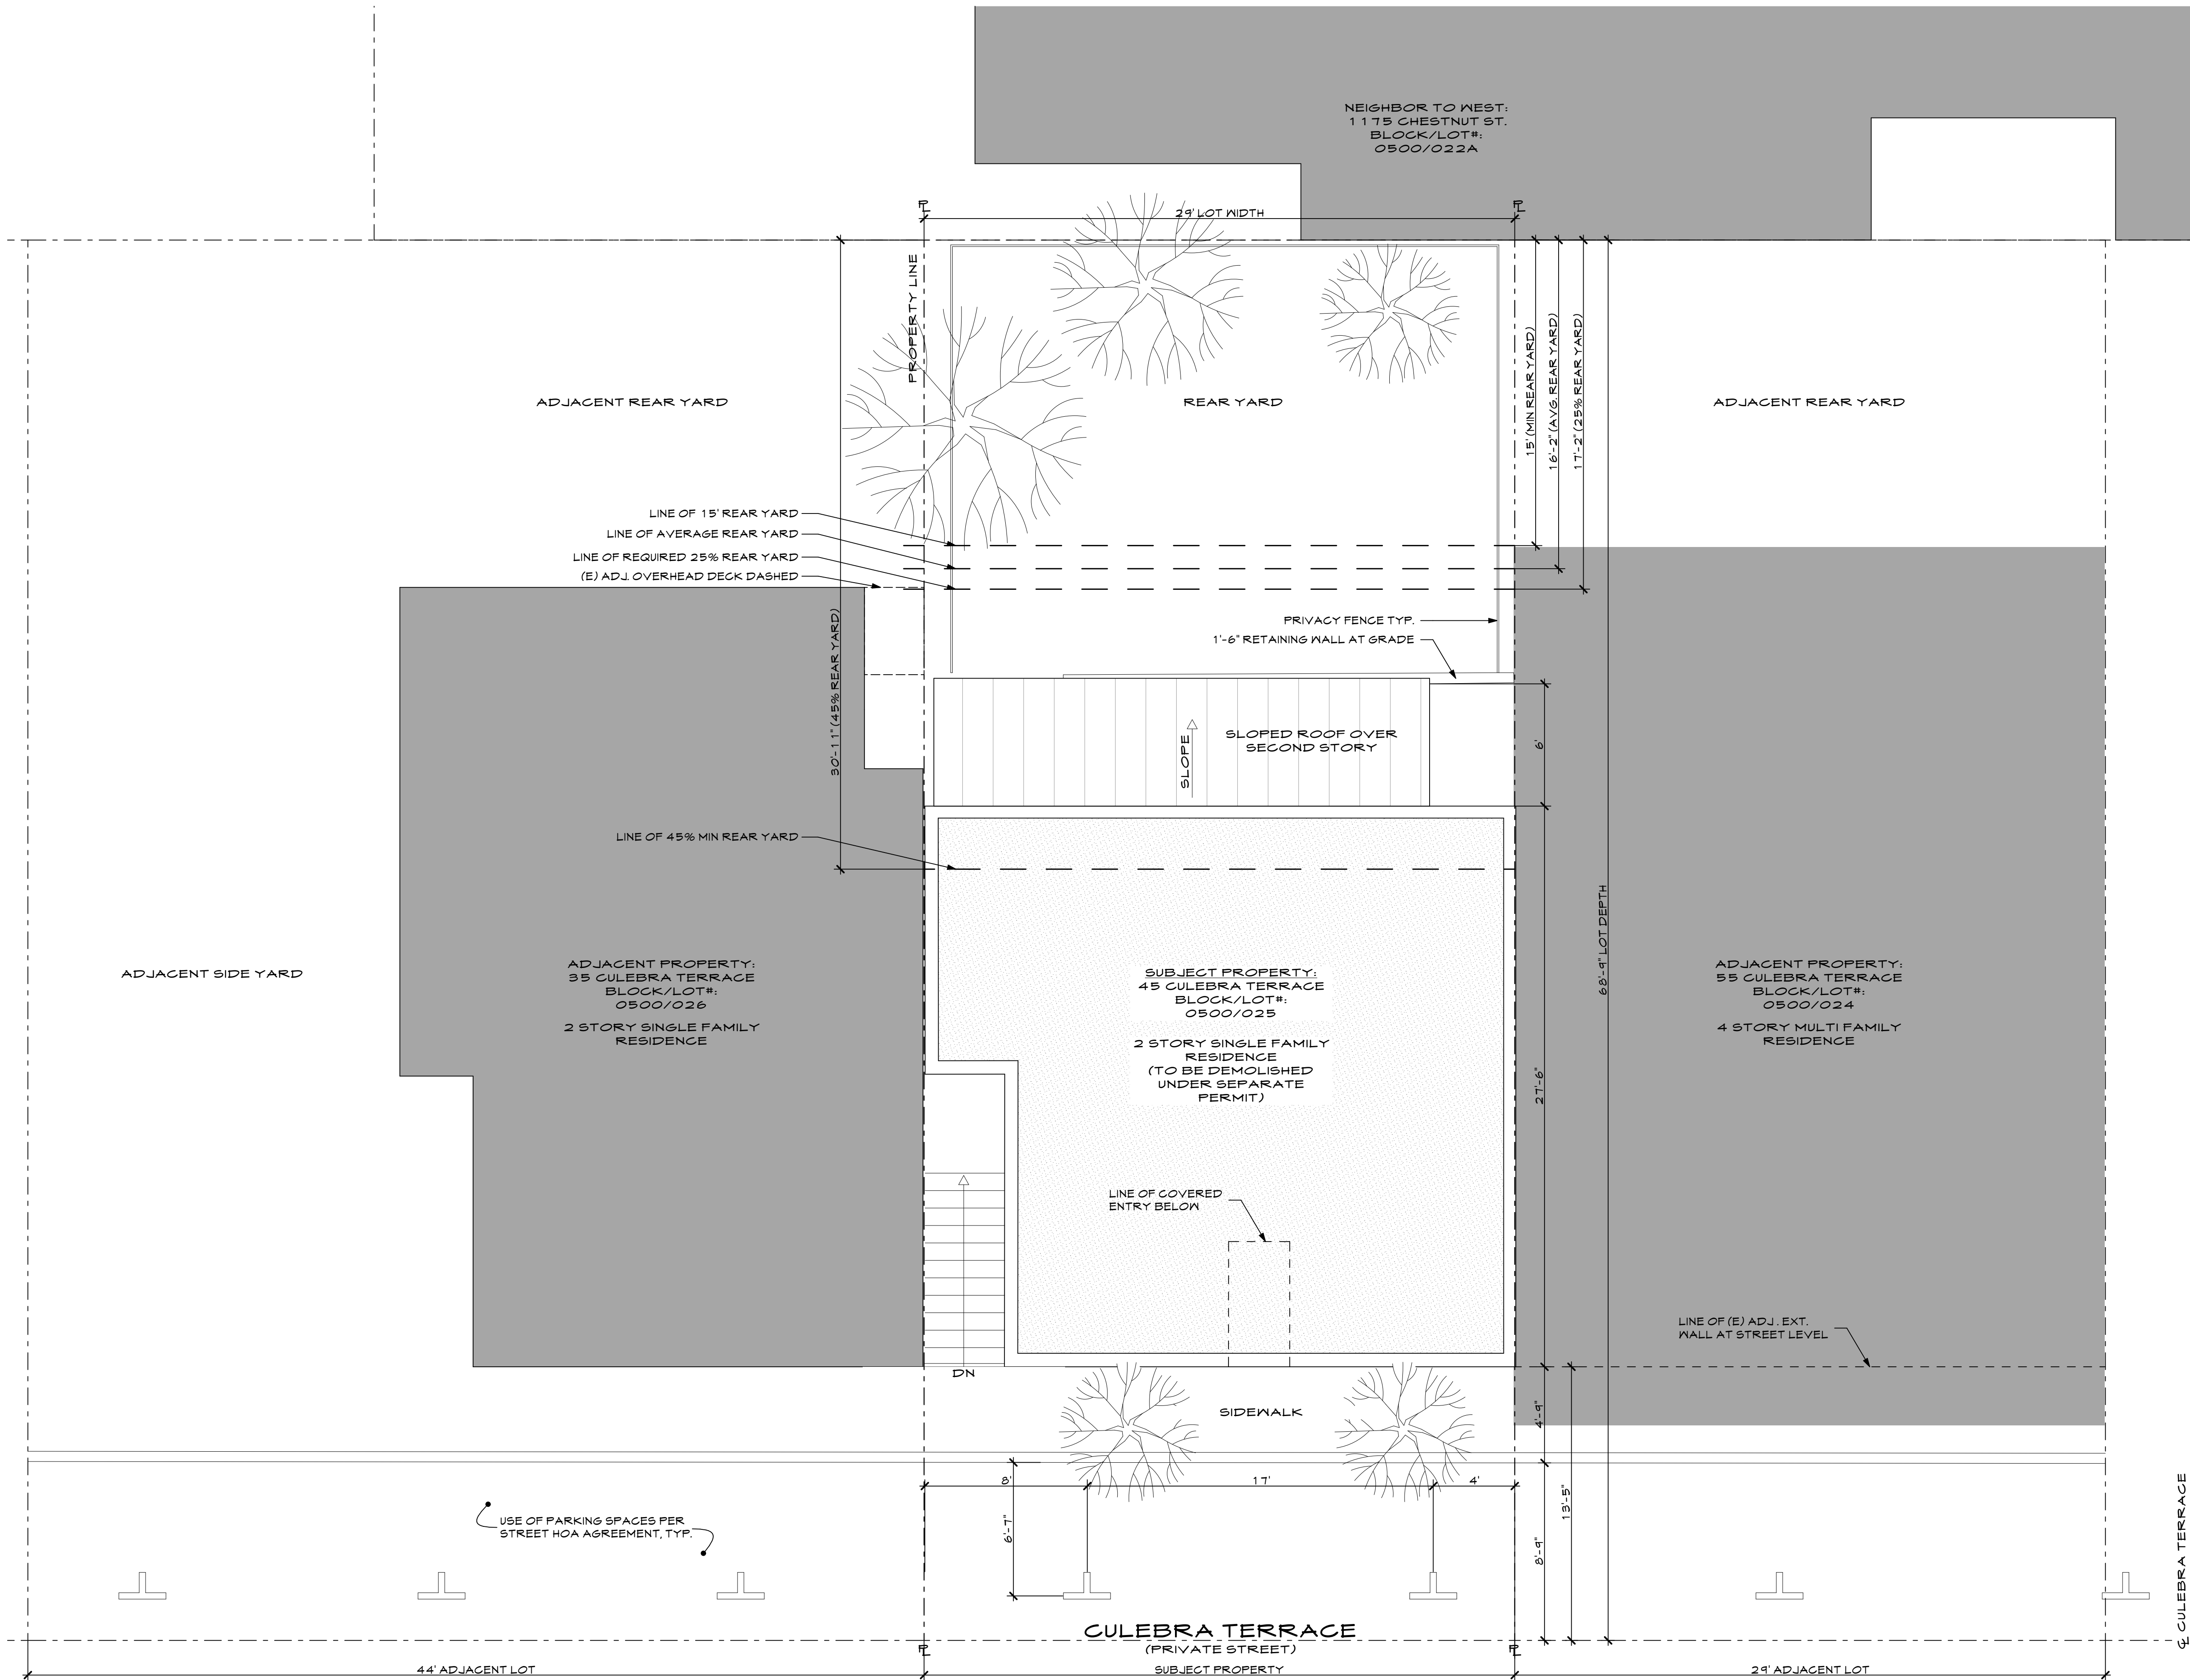 NEIGHBOR TO WEST:
1175 CHESTNUT ST.
BLOCK/LOT#:
0500/022A
PL
PL
29' LOT WIDTH
PROPERTY LINE
15' (MIN REAR YARD)
16'-2" (AVG. REAR YARD)
17'-2" (25% REAR YARD)
ADJACENT REAR YARD
REAR YARD
ADJACENT REAR YARD
LINE OF 15' REAR YARD
LINE OF AVERAGE REAR YARD
LINE OF REQUIRED 25% REAR YARD
(E) ADJ. OVERHEAD DECK DASHED
30'-11" (45% REAR YARD)
PRIVACY FENCE TYP.
1'-6" RETAINING WALL AT GRADE
SLOPE
SLOPED ROOF OVER
SECOND STORY
6'
LINE OF 45% MIN REAR YARD
68'-9" LOT DEPTH
ADJACENT SIDE YARD
ADJACENT PROPERTY:
35 CULEBRA TERRACE
BLOCK/LOT#:
0500/026
2 STORY SINGLE FAMILY
RESIDENCE
SUBJECT PROPERTY:
45 CULEBRA TERRACE
BLOCK/LOT#:
0500/025
2 STORY SINGLE FAMILY
RESIDENCE
(TO BE DEMOLISHED
UNDER SEPARATE
PERMIT)
ADJACENT PROPERTY:
55 CULEBRA TERRACE
BLOCK/LOT#:
0500/024
4 STORY MULTI FAMILY
RESIDENCE
27'-6"
LINE OF COVERED
ENTRY BELOW
LINE OF (E) ADJ. EXT.
WALL AT STREET LEVEL
DN
SIDEWALK
4'-9"
8'
17'
4'
6'-7"
8'-9"
13'-5"
USE OF PARKING SPACES PER
STREET HOA AGREEMENT, TYP.
CULEBRA TERRACE
(PRIVATE STREET)
PL
PL
CL CULEBRA TERRACE
44' ADJACENT LOT
SUBJECT PROPERTY
29' ADJACENT LOT